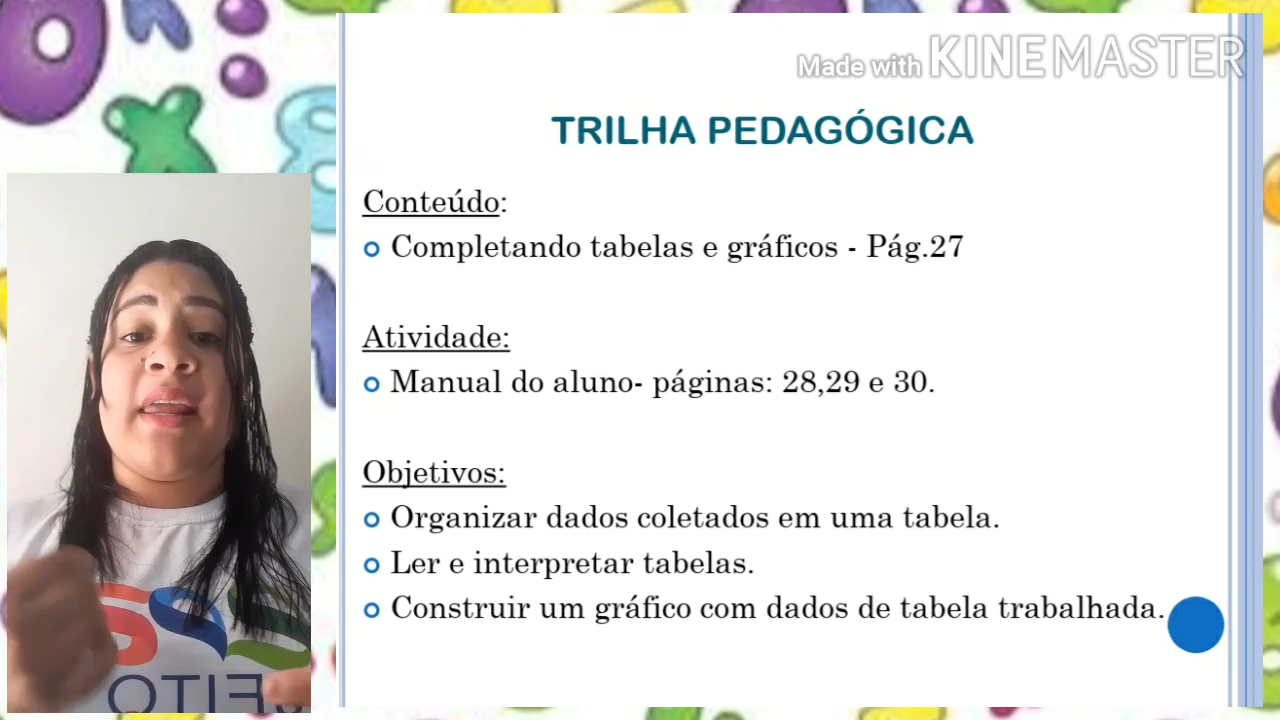 Made with KINEMASTER
TRILHA PEDAGÓGICA
Conteúdo:
Completando tabelas e gráficos - Pág.27
Atividade:
Manual do aluno- páginas: 28,29 e 30.
Objetivos:
Organizar dados coletados em uma tabela.
Ler e interpretar tabelas.
Construir um gráfico com dados de tabela trabalhada.